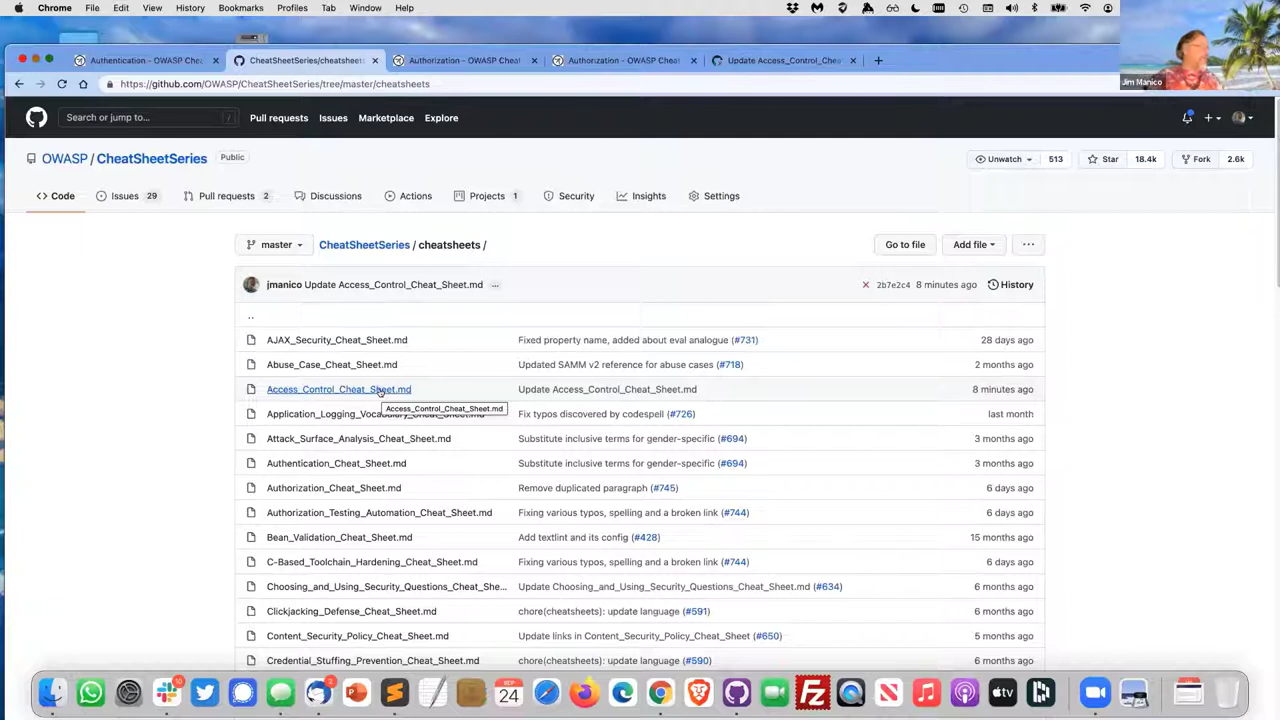 Chrome File Edit View History Bookmarks Profiles Tab Window Help
Authentication - OWASP Che
CheatSheetSeries/cheatsheets
Authorization - OWASP Cheat
Authorization - OWASP Cheat
Update Access_Control_Cheat
https://github.com/OWASP/CheatSheetSeries/tree/master/cheatsheets
Jim Manico
Search or jump to... /
Pull requests Issues Marketplace Explore
OWASP / CheatSheetSeries Public
Unwatch 513 Star 18.4k Fork 2.6k
Code Issues 29 Pull requests 2 Discussions Actions Projects 1 Security Insights Settings
master CheatSheetSeries / cheatsheets / Go to file Add file ...
jmanico Update Access_Control_Cheat_Sheet.md ... 2b7e2c4 8 minutes ago History
..
AJAX_Security_Cheat_Sheet.md Fixed property name, added about eval analogue (#731) 28 days ago
Abuse_Case_Cheat_Sheet.md Updated SAMM v2 reference for abuse cases (#718) 2 months ago
Access_Control_Cheat_Sheet.md Update Access_Control_Cheat_Sheet.md 8 minutes ago
Access_Control_Cheat_Sheet.md
Application_Logging_Vocabulary_Cheat_Sheet.md Fix typos discovered by codespell (#726) last month
Attack_Surface_Analysis_Cheat_Sheet.md Substitute inclusive terms for gender-specific (#694) 3 months ago
Authentication_Cheat_Sheet.md Substitute inclusive terms for gender-specific (#694) 3 months ago
Authorization_Cheat_Sheet.md Remove duplicated paragraph (#745) 6 days ago
Authorization_Testing_Automation_Cheat_Sheet.md Fixing various typos, spelling and a broken link (#744) 6 days ago
Bean_Validation_Cheat_Sheet.md Add textlint and its config (#428) 15 months ago
C-Based_Toolchain_Hardening_Cheat_Sheet.md Fixing various typos, spelling and a broken link (#744) 6 days ago
Choosing_and_Using_Security_Questions_Cheat_She... Update Choosing_and_Using_Security_Questions_Cheat_Sheet.md (#634) 6 months ago
Clickjacking_Defense_Cheat_Sheet.md chore(cheatsheets): update language (#591) 6 months ago
Content_Security_Policy_Cheat_Sheet.md Update links in Content_Security_Policy_Cheat_Sheet (#650) 5 months ago
Credential_Stuffing_Prevention_Cheat_Sheet.md chore(cheatsheets): update language (#590) 6 months ago
10
2
SEP
24
tv